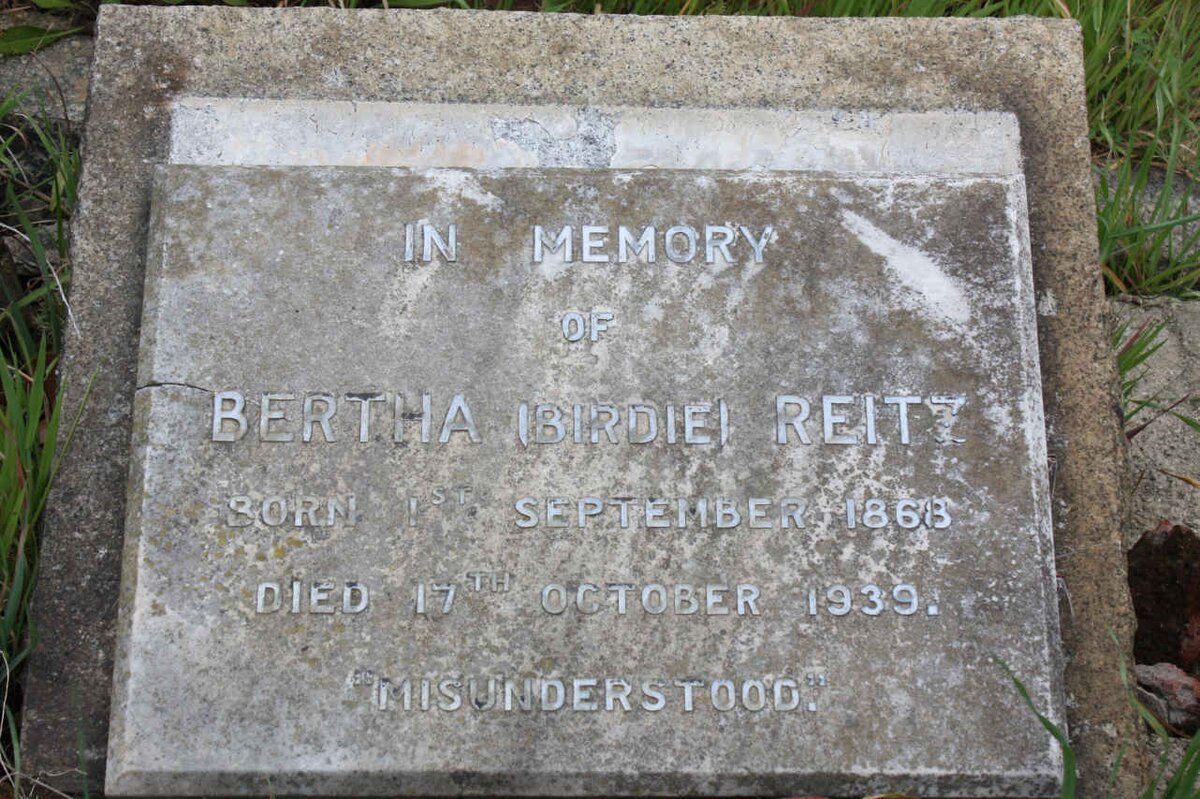 IN MEMORY
OF
BERTHA (BIRDIE) REITZ
BORN 1ST SEPTEMBER 1868
DIED 17TH OCTOBER 1939.
"MISUNDERSTOOD."